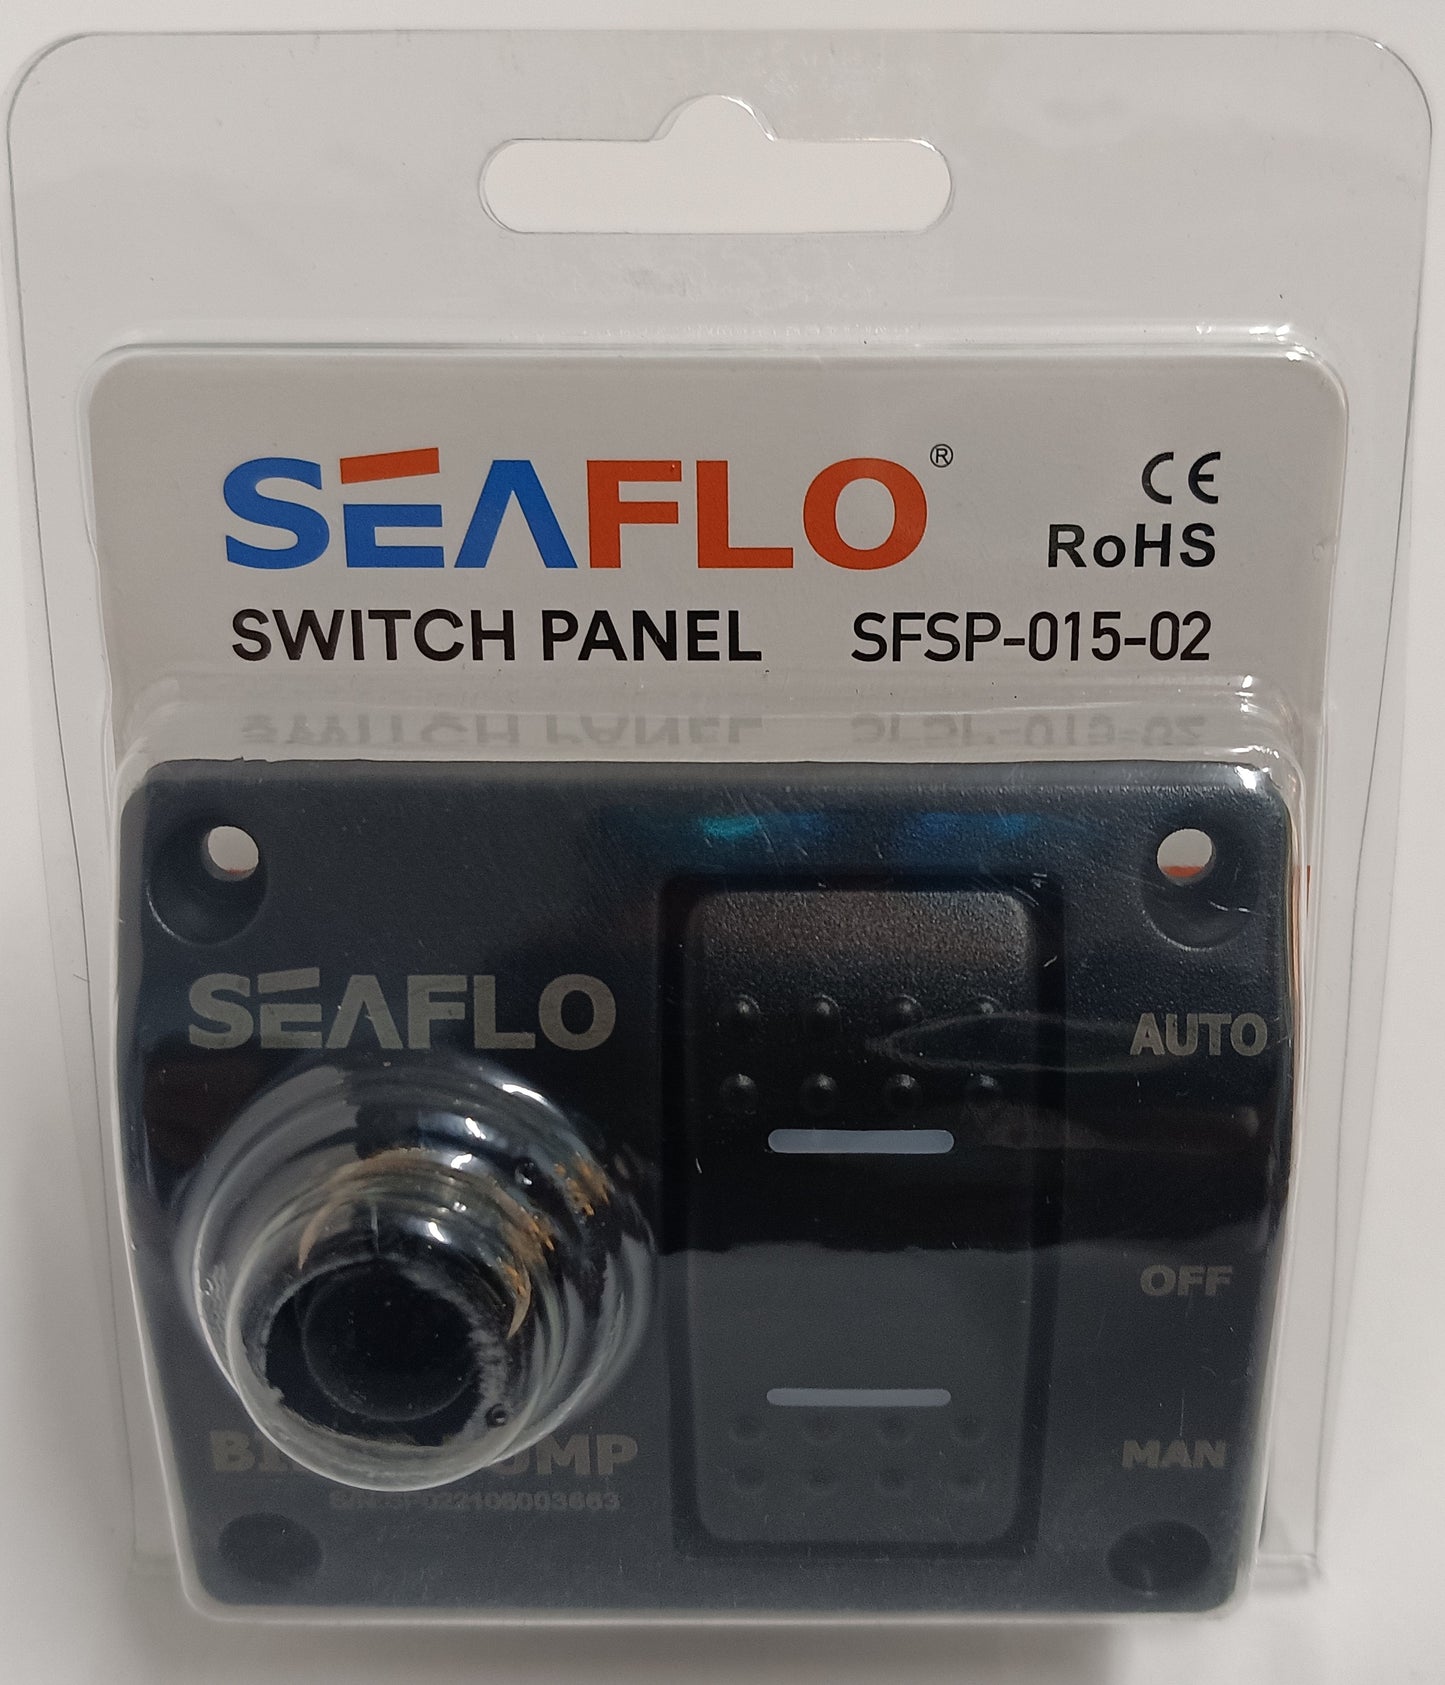 SEAFLO®
CE
RoHS
SWITCH PANEL SFSP-015-02
SEAFLO
AUTO
OFF
MAN